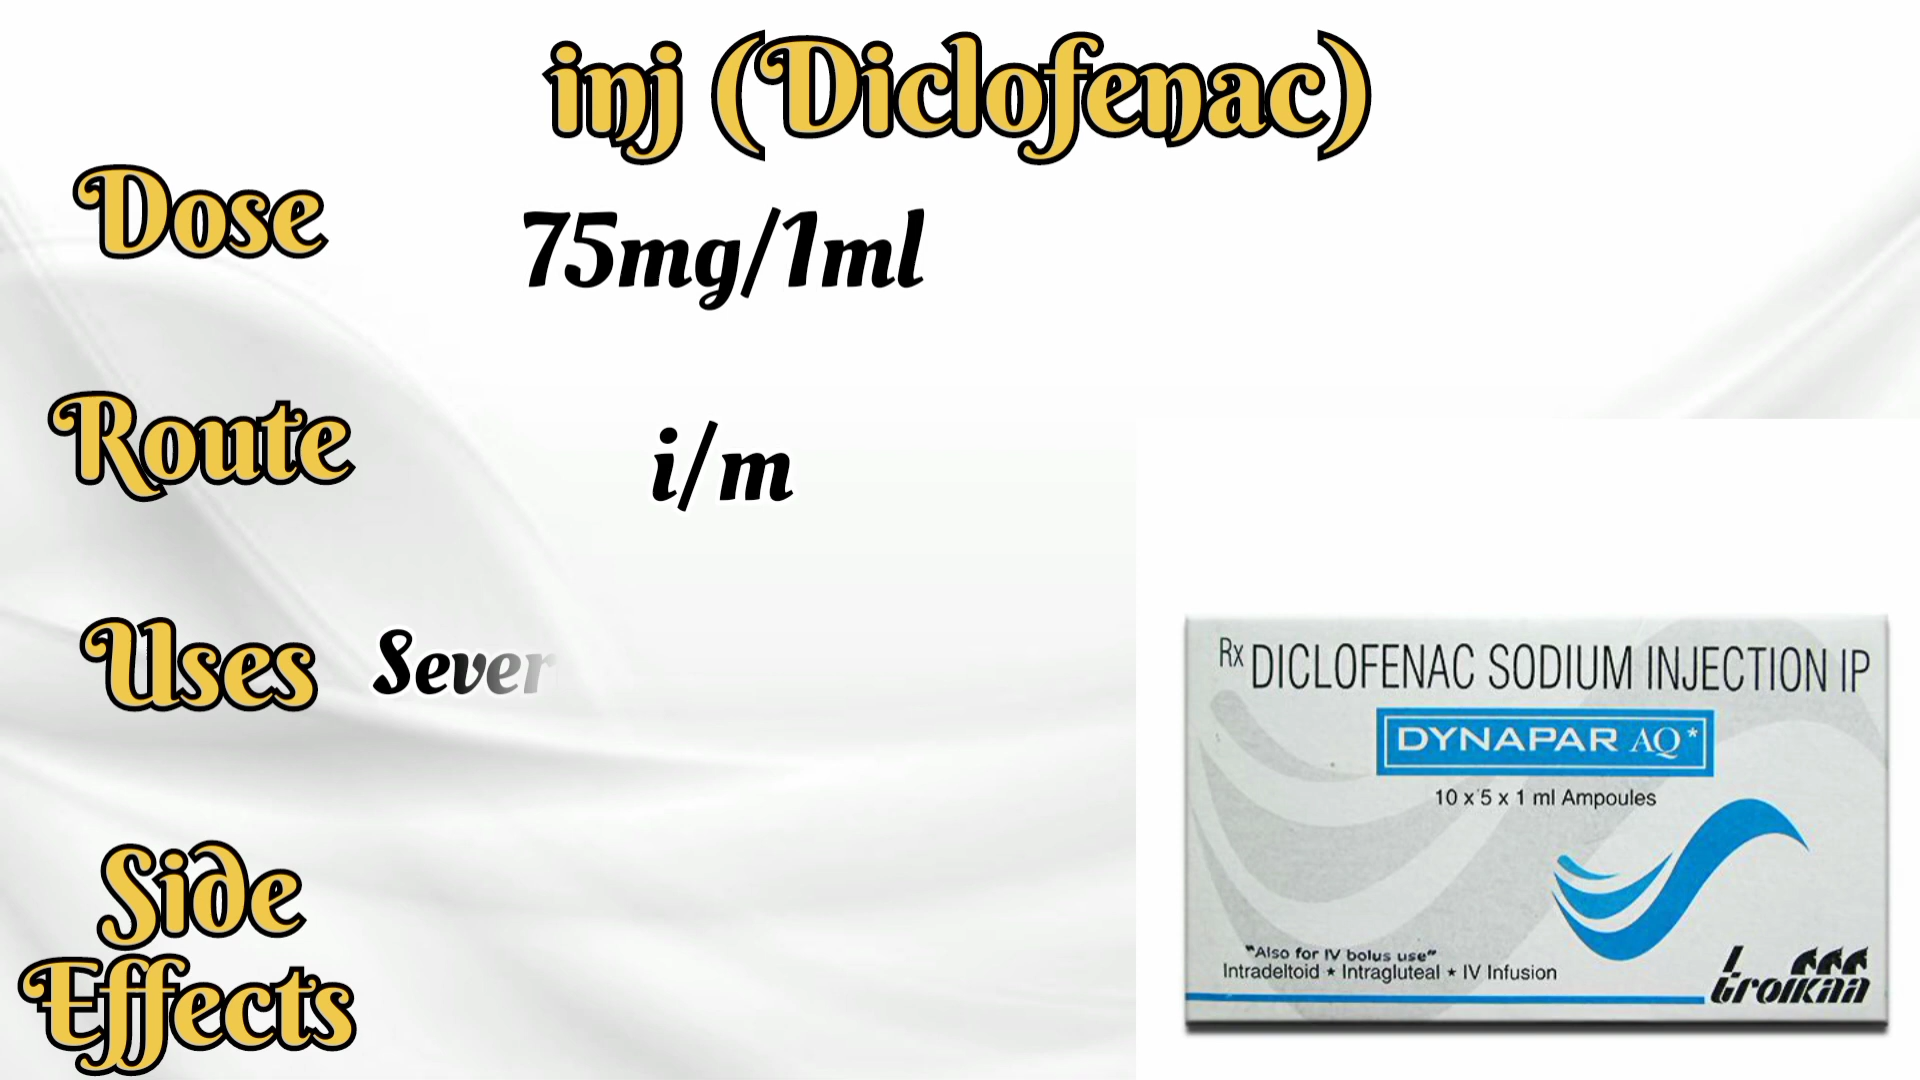 inj (Diclofenac)
Dose
75mg/1ml
Route
i/m
Uses
Sever
Side
Effects
Rx DICLOFENAC SODIUM INJECTION IP
DYNAPAR AQ*
10 x 5 x 1 ml Ampoules
"Also for IV bolus use"
Intradeltoid ★ Intragluteal ★ IV Infusion
troikaa